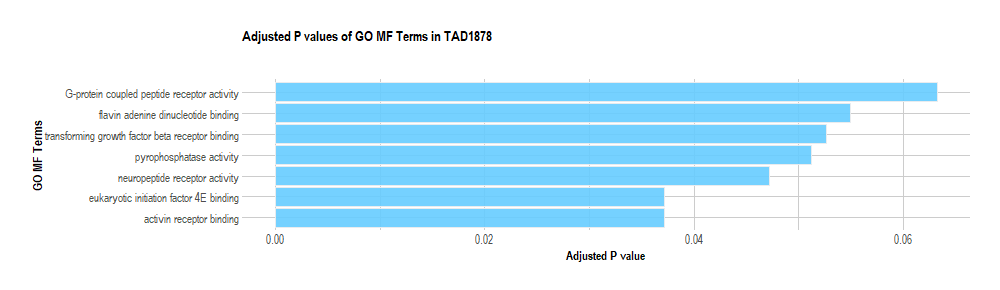 Adjusted P values of GO MF Terms in TAD1878
GO MF Terms
G-protein coupled peptide receptor activity
flavin adenine dinucleotide binding
transforming growth factor beta receptor binding
pyrophosphatase activity
neuropeptide receptor activity
eukaryotic initiation factor 4E binding
activin receptor binding
0.00 0.02 0.04 0.06
Adjusted P value